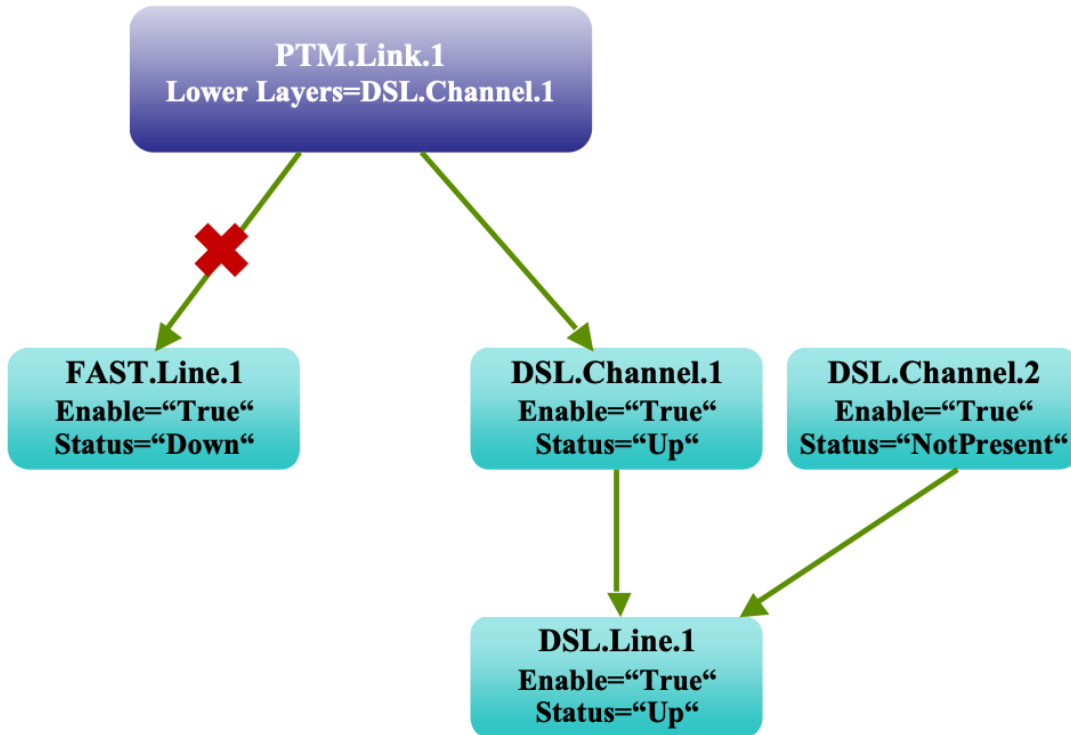 PTM.Link.1
Lower Layers=DSL.Channel.1
FAST.Line.1
Enable=“True“
Status=“Down“
DSL.Channel.1
Enable=“True“
Status=“Up“
DSL.Channel.2
Enable=“True“
Status=“NotPresent“
DSL.Line.1
Enable=“True“
Status=“Up“